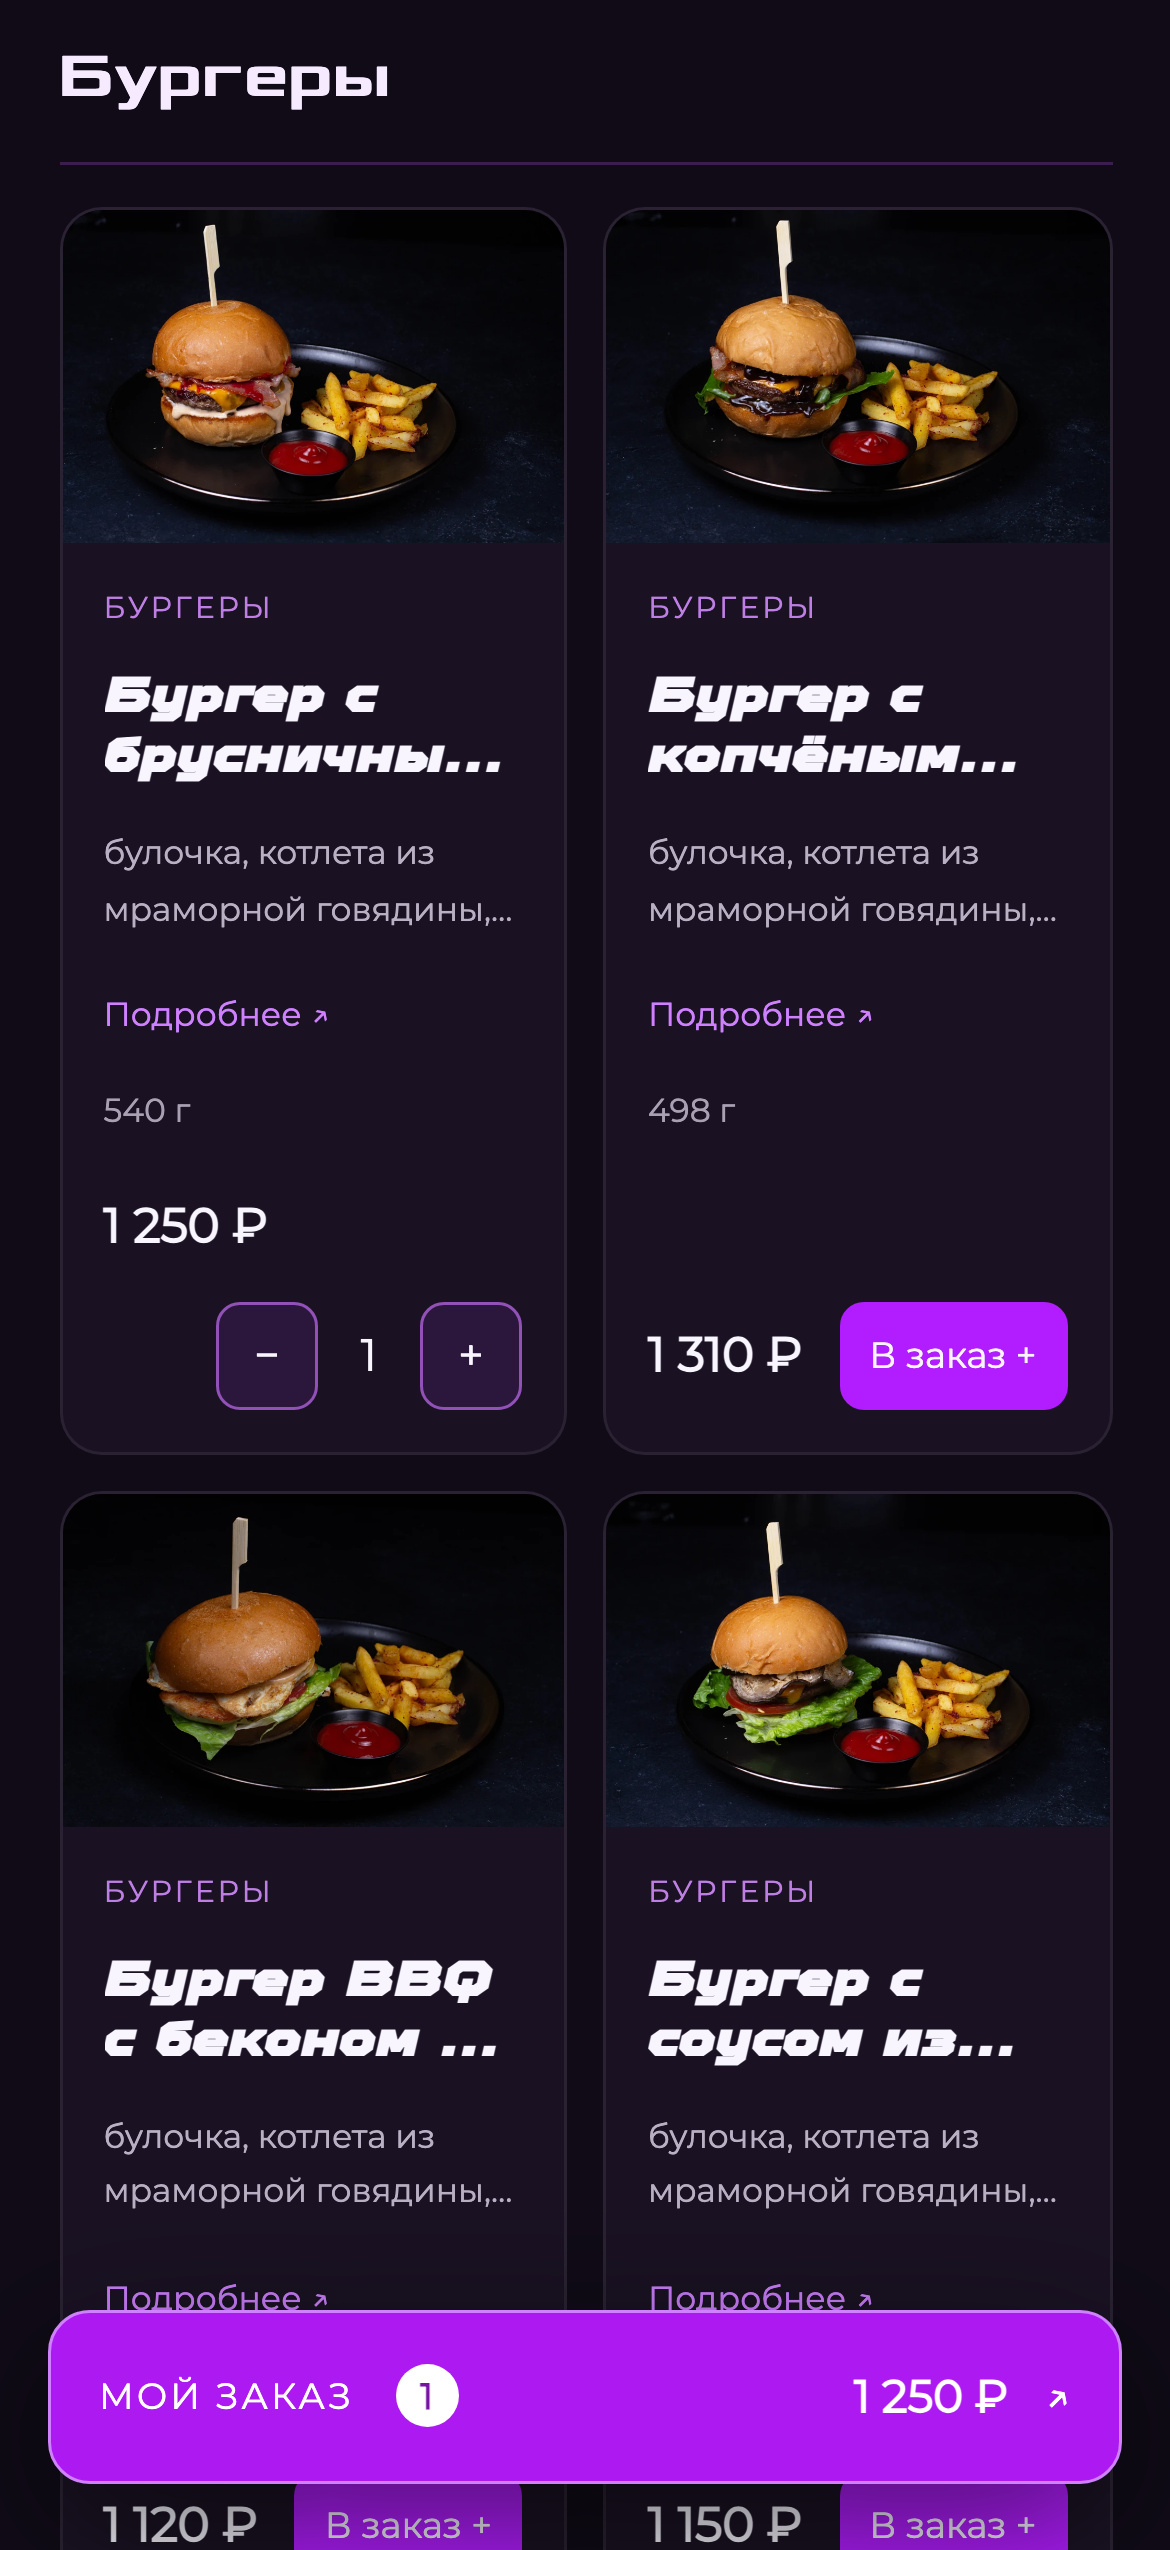 Бургеры
БУРГЕРЫ
Бургер с
брусничны...
булочка, котлета из
мраморной говядины,...
Подробнее ↗
540 г
1 250 ₽
− 1 +
БУРГЕРЫ
Бургер с
копчёным...
булочка, котлета из
мраморной говядины,...
Подробнее ↗
498 г
1 310 ₽ В заказ +
БУРГЕРЫ
Бургер BBQ
с беконом ...
булочка, котлета из
мраморной говядины,...
Подробнее ↗
1 120 ₽ В заказ +
БУРГЕРЫ
Бургер с
соусом из...
булочка, котлета из
мраморной говядины,...
Подробнее ↗
1 150 ₽ В заказ +
МОЙ ЗАКАЗ 1 1 250 ₽ ↗